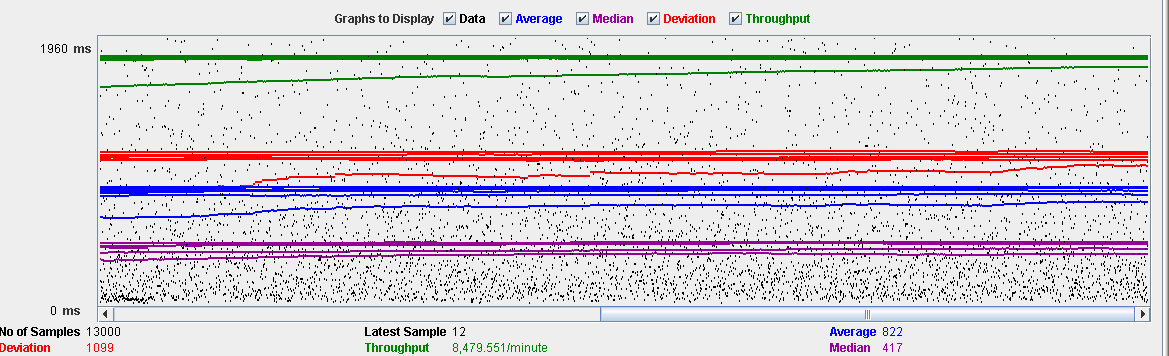 Graphs to Display Data Average Median Deviation Throughput
1960 ms
0 ms
No of Samples 13000 Latest Sample 12 Average 822
Deviation 1099 Throughput 8,479.551/minute Median 417